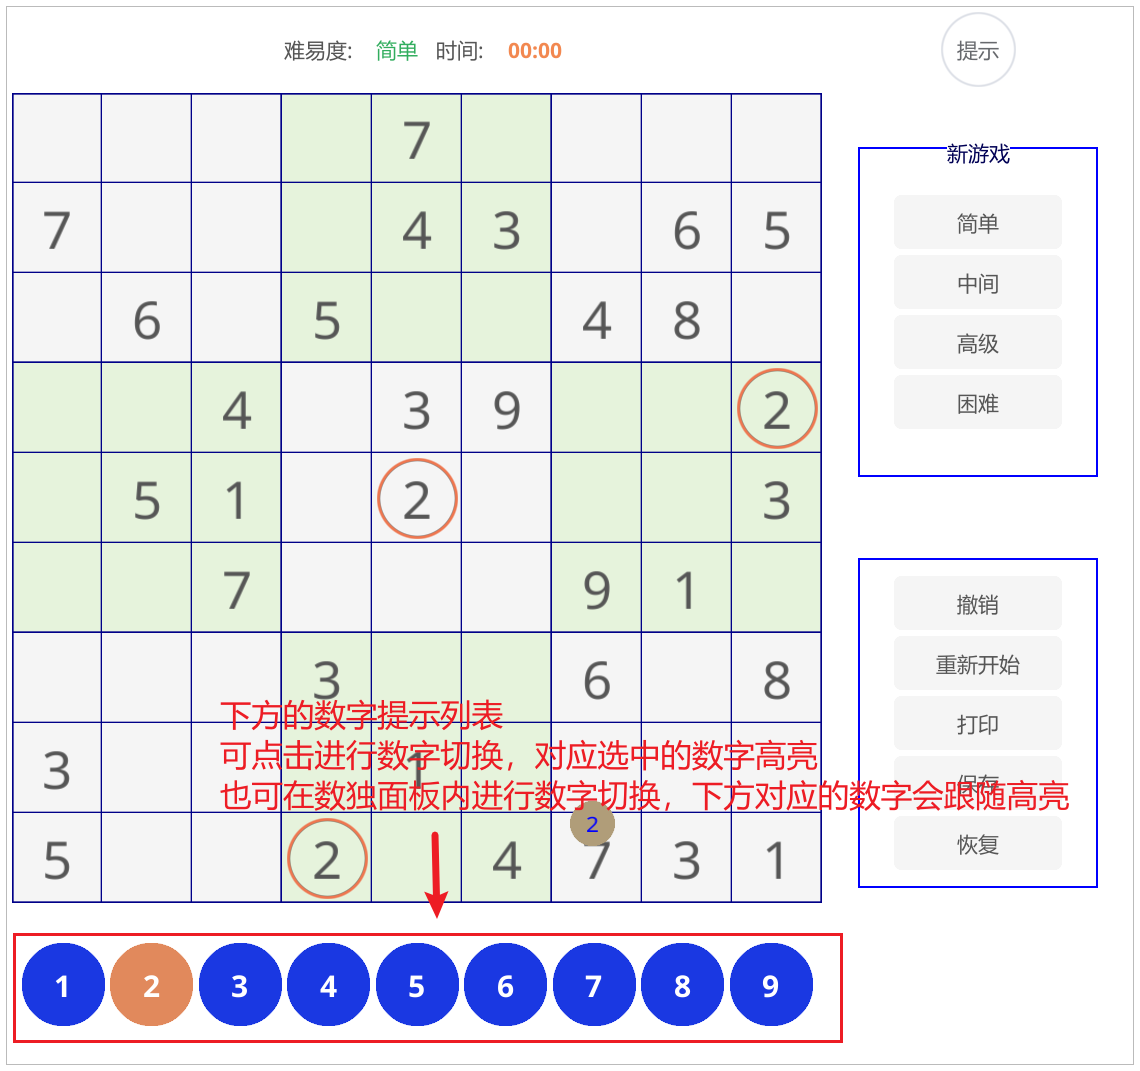 难易度: 简单 时间: 00:00
提示
7
新游戏
7 4 3 6 5
简单
中间
6 5 4 8
高级
4 3 9 2
困难
5 1 2 3
7 9 1
撤销
3 6 8
重新开始
下方的数字提示列表
打印
可点击进行数字切换，对应选中的数字高亮
3 1
保存
也可在数独面板内进行数字切换，下方对应的数字会跟随高亮
2
恢复
5 2 4 7 3 1
1 2 3 4 5 6 7 8 9